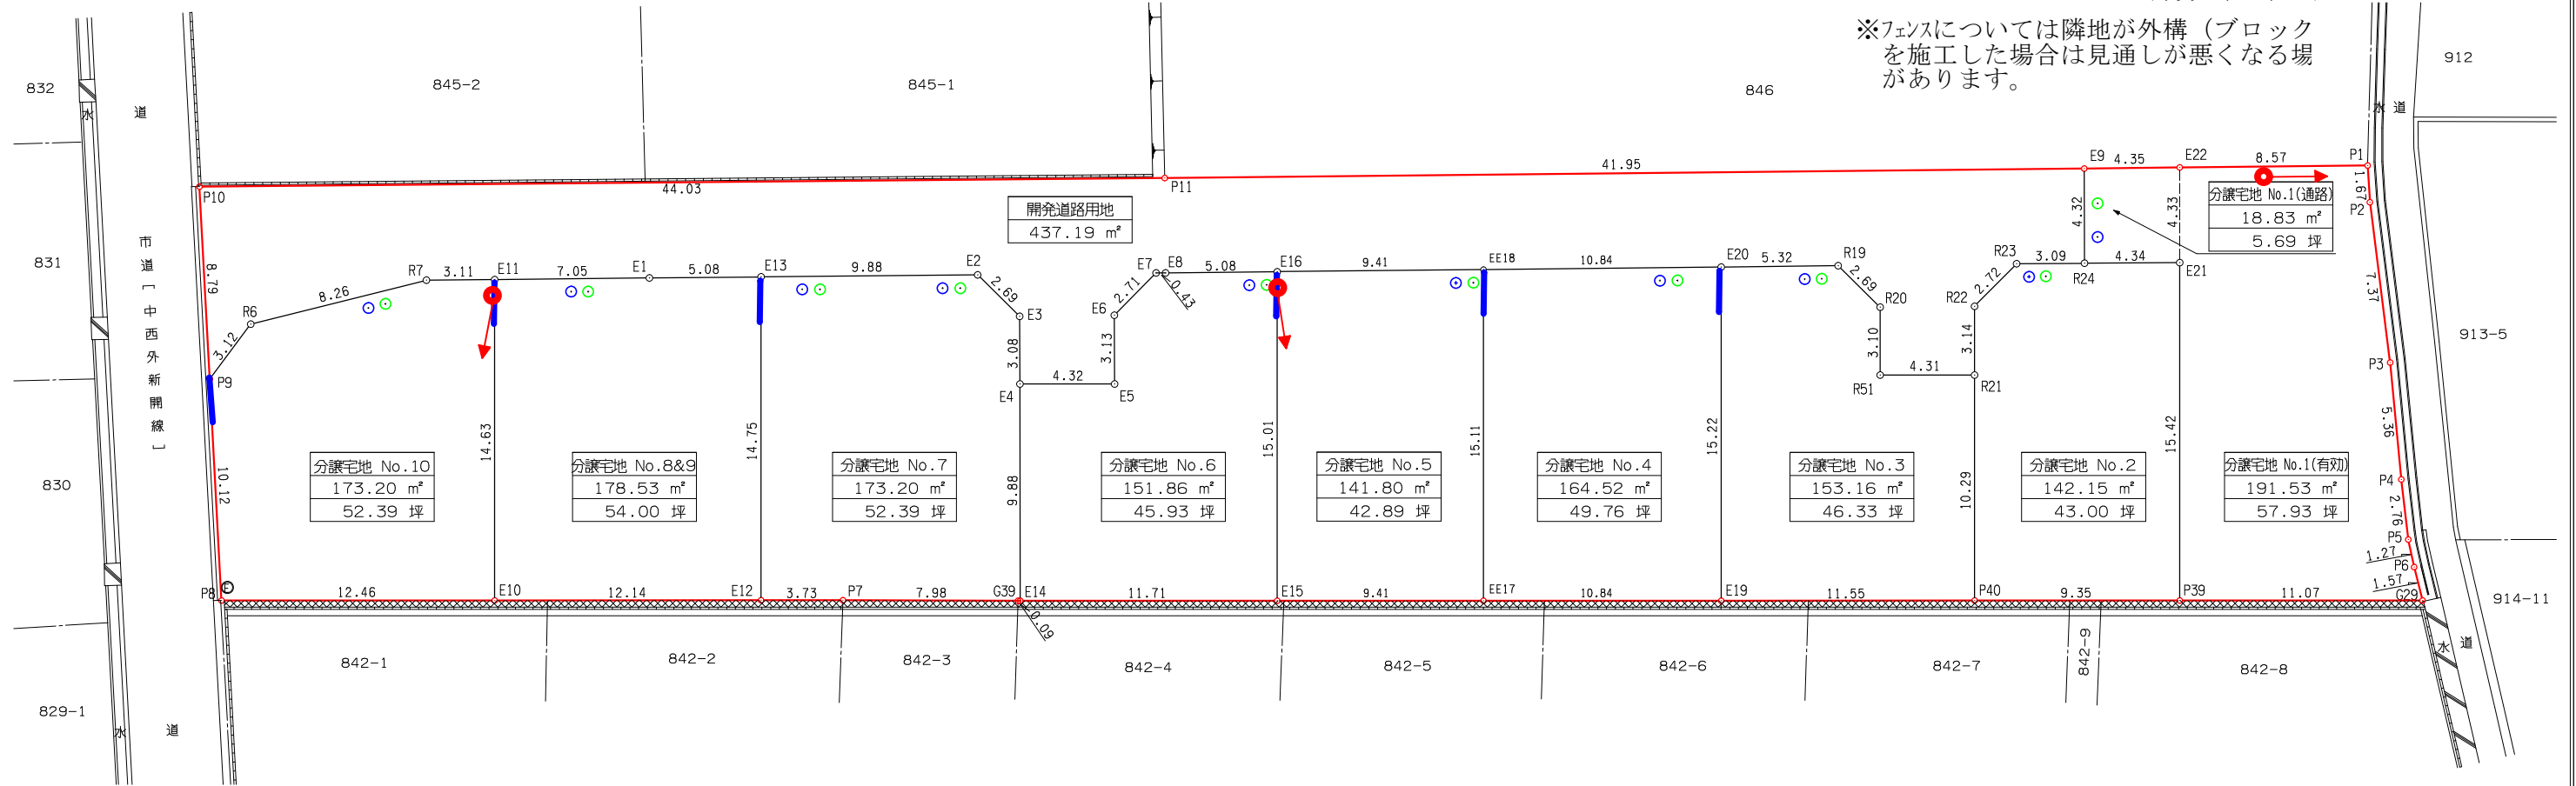 ※フェンスについては隣地が外構（ブロック
を施工した場合は見通しが悪くなる場
があります。
832
水 道
845-2
845-1
846
水 道
912
P10
44.03
P11
41.95
E9
4.35
E22
8.57
P1
1.67
P2
開発道路用地
437.19 ㎡
分譲宅地 No.1(通路)
18.83 ㎡
5.69 坪
4.32
4.33
831
市道［中西外新開線］
8.79
R6
8.26
R7
3.11
E11
7.05
E1
5.08
E13
9.88
E2
2.69
E3
3.08
E4
4.32
E5
3.13
E6
2.71
E7
E8
0.43
5.08
E16
9.41
EE18
10.84
E20
5.32
R19
2.69
R20
3.10
R51
4.31
R21
3.14
R22
2.72
R23
3.09
R24
4.34
E21
7.37
P3
913-5
3.12
P9
5.36
P4
2.76
P5
1.27
P6
1.57
G29
830
10.12
14.63
14.75
9.88
15.01
15.11
15.22
10.29
15.42
分譲宅地 No.10
173.20 ㎡
52.39 坪
分譲宅地 No.8&9
178.53 ㎡
54.00 坪
分譲宅地 No.7
173.20 ㎡
52.39 坪
分譲宅地 No.6
151.86 ㎡
45.93 坪
分譲宅地 No.5
141.80 ㎡
42.89 坪
分譲宅地 No.4
164.52 ㎡
49.76 坪
分譲宅地 No.3
153.16 ㎡
46.33 坪
分譲宅地 No.2
142.15 ㎡
43.00 坪
分譲宅地 No.1(有効)
191.53 ㎡
57.93 坪
P8
12.46
E10
12.14
E12
3.73
P7
7.98
G39
E14
0.09
11.71
E15
9.41
EE17
10.84
E19
11.55
P40
9.35
P39
11.07
914-11
842-1
842-2
842-3
842-4
842-5
842-6
842-7
842-9
842-8
水 道
829-1
水 道